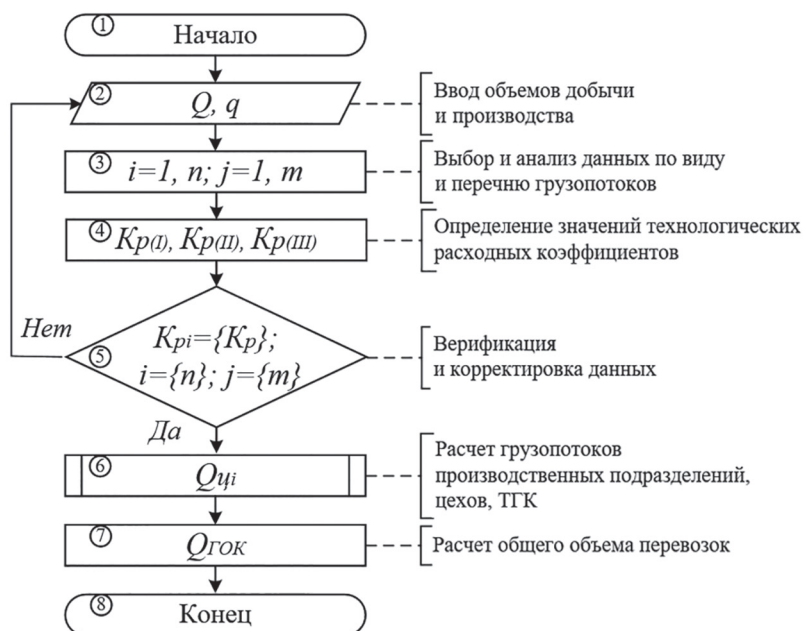 ① Начало
② Q, q
Ввод объемов добычи
и производства
③ i=1, n; j=1, m
Выбор и анализ данных по виду
и перечню грузопотоков
④ Kp(I), Kp(II), Kp(III)
Определение значений технологических
расходных коэффициентов
Нет
⑤ Kpi={Kp};
i={n}; j={m}
Верификация
и корректировка данных
Да
⑥ Qцi
Расчет грузопотоков
производственных подразделений,
цехов, ТГК
⑦ QГОК
Расчет общего объема перевозок
⑧ Конец